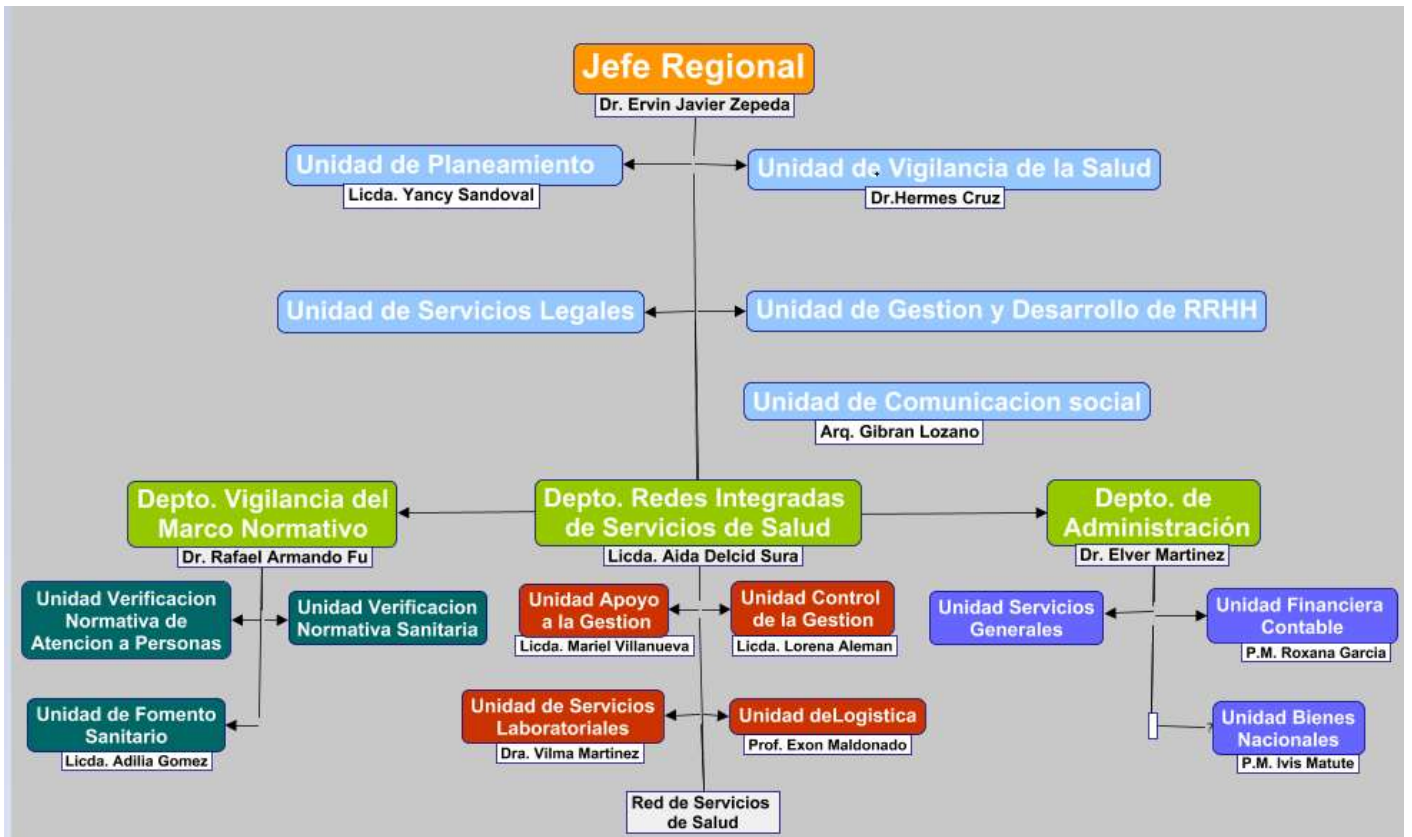 Jefe Regional
Dr. Ervin Javier Zepeda
Unidad de Planeamiento
Licda. Yancy Sandoval
Unidad de Vigilancia de la Salud
Dr.Hermes Cruz
Unidad de Servicios Legales
Unidad de Gestion y Desarrollo de RRHH
Unidad de Comunicacion social
Arq. Gibran Lozano
Depto. Vigilancia del
Marco Normativo
Dr. Rafael Armando Fu
Depto. Redes Integradas
de Servicios de Salud
Licda. Aida Delcid Sura
Depto. de
Administración
Dr. Elver Martinez
Unidad Verificacion
Normativa de
Atencion a Personas
Unidad Verificacion
Normativa Sanitaria
Unidad de Fomento
Sanitario
Licda. Adilia Gomez
Unidad Apoyo
a la Gestion
Licda. Mariel Villanueva
Unidad Control
de la Gestion
Licda. Lorena Aleman
Unidad de Servicios
Laboratoriales
Dra. Vilma Martinez
Unidad deLogistica
Prof. Exon Maldonado
Red de Servicios
de Salud
Unidad Servicios
Generales
Unidad Financiera
Contable
P.M. Roxana Garcia
?
Unidad Bienes
Nacionales
P.M. Ivis Matute